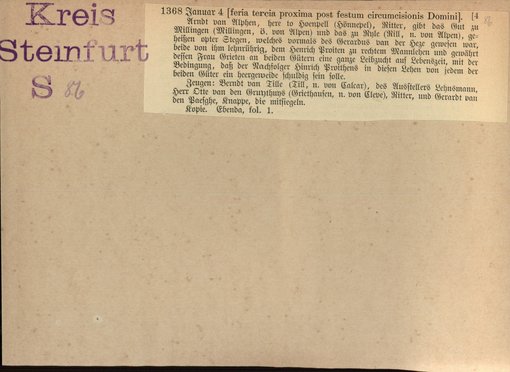 Kreis
Steinfurt
S 86
1368 Januar 4 [feria tercia proxima post festum circumcisionis Domini]. [4
Arndt van Alphen, here to Hoenpell (Hönnepel), Ritter, gibt das Gut zu
Millingen (Millingen, ö. von Alpen) und das zu Ryle (Rill, n. von Alpen), ge-
heißen opter Stegen, welches vormals des Gerardus van der Heze gewesen war,
beide von ihm lehnrührig, dem Henrich Proiten zu rechtem Mannlehen und gewährt
dessen Frau Grieten an beiden Gütern eine ganze Leibzucht auf Lebenszeit, mit der
Bedingung, daß der Nachfolger Hinrich Proithens in diesen Lehen von jedem der
beiden Güter ein heergeweide schuldig sein solle.
Zeugen: Berndt van Tille (Till, n. von Calcar), des Ausstellers Lehnsmann,
Herr Otte van den Gruythuys (Griethausen, n. von Cleve), Ritter, und Gerardt van
den Paeshge, Knappe, die mitsiegeln.
Kopie. Ebenda, fol. 1.